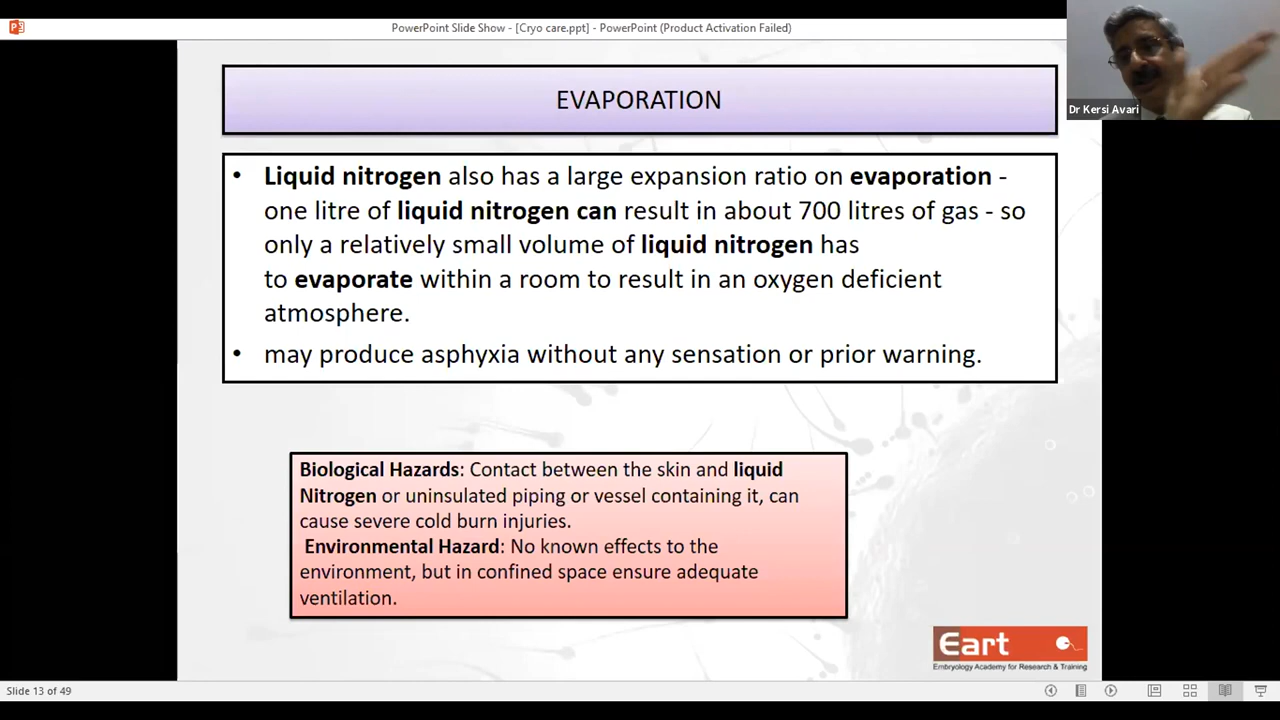 PowerPoint Slide Show - [Cryo care.ppt] - PowerPoint (Product Activation Failed)
Dr Kersi Avari
EVAPORATION
• Liquid nitrogen also has a large expansion ratio on evaporation -
one litre of liquid nitrogen can result in about 700 litres of gas - so
only a relatively small volume of liquid nitrogen has
to evaporate within a room to result in an oxygen deficient
atmosphere.
• may produce asphyxia without any sensation or prior warning.
Biological Hazards: Contact between the skin and liquid
Nitrogen or uninsulated piping or vessel containing it, can
cause severe cold burn injuries.
Environmental Hazard: No known effects to the
environment, but in confined space ensure adequate
ventilation.
Eart
Embryology Academy for Research & Training
Slide 13 of 49